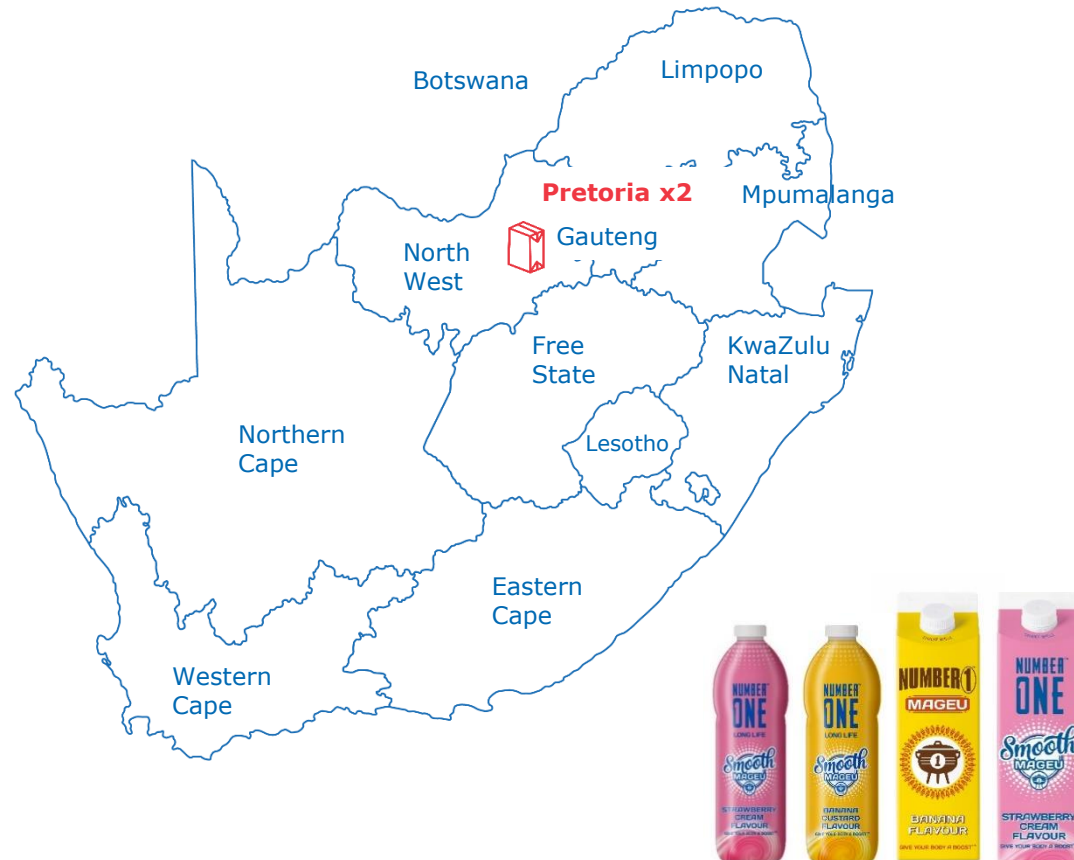 Botswana
Limpopo
Pretoria x2
Mpumalanga
Gauteng
North
West
Free
State
KwaZulu
Natal
Lesotho
Northern
Cape
Eastern
Cape
Western
Cape
NUMBER
ONE
LONG LIFE
Smooth
MAGEU
STRAWBERRY
CREAM
FLAVOUR
NUMBER
ONE
LONG LIFE
Smooth
MAGEU
BANANA
CUSTARD
FLAVOUR
NUMBER 1
MAGEU
1
BANANA
FLAVOUR
GIVE YOUR BODY A BOOST
NUMBER
ONE
Smooth
MAGEU
STRAWBERRY
CREAM
FLAVOUR
GIVE YOUR BODY A BOOST